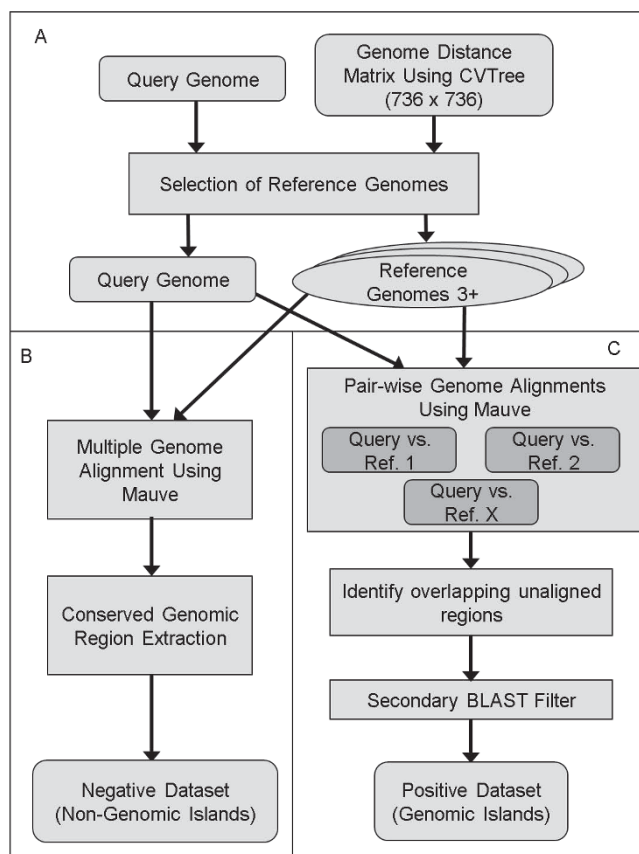 A
Query Genome
Genome Distance
Matrix Using CVTree
(736 x 736)
Selection of Reference Genomes
Query Genome
Reference
Genomes 3+
B
Multiple Genome
Alignment Using
Mauve
Conserved Genomic
Region Extraction
Negative Dataset
(Non-Genomic Islands)
C
Pair-wise Genome Alignments
Using Mauve
Query vs.
Ref. 1
Query vs.
Ref. 2
Query vs.
Ref. X
Identify overlapping unaligned
regions
Secondary BLAST Filter
Positive Dataset
(Genomic Islands)